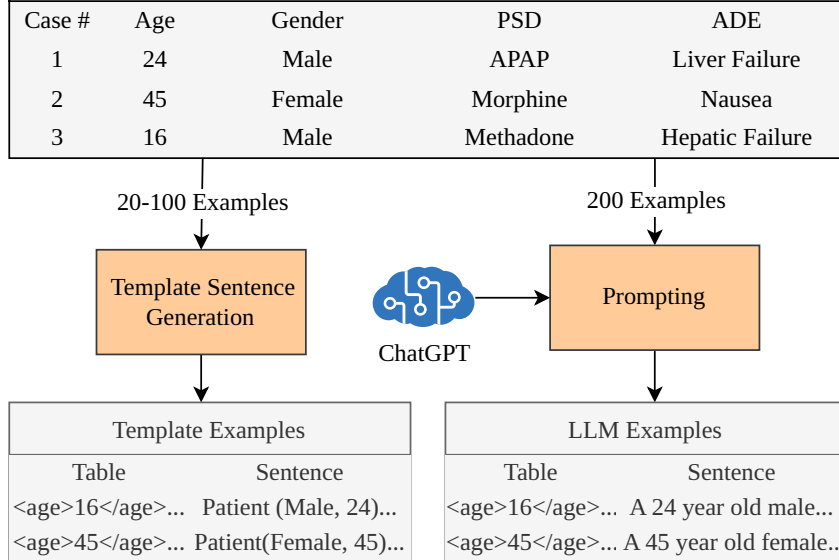 Case # Age Gender PSD ADE
1 24 Male APAP Liver Failure
2 45 Female Morphine Nausea
3 16 Male Methadone Hepatic Failure
20-100 Examples
200 Examples
Template Sentence
Generation
Prompting
ChatGPT
Template Examples
Table Sentence
<age>16</age>... Patient (Male, 24)...
<age>45</age>... Patient(Female, 45)...
LLM Examples
Table Sentence
<age>16</age>... A 24 year old male...
<age>45</age>... A 45 year old female..